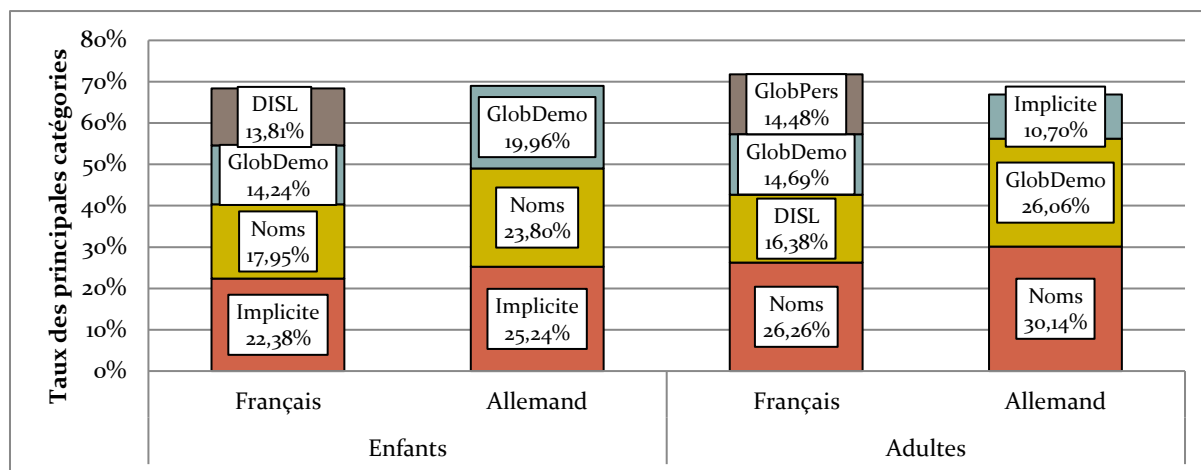 Taux des principales catégories
80%
70%
60%
50%
40%
30%
20%
10%
0%
DISL
13,81%
GlobDemo
14,24%
Noms
17,95%
Implicite
22,38%
GlobDemo
19,96%
Noms
23,80%
Implicite
25,24%
GlobPers
14,48%
GlobDemo
14,69%
DISL
16,38%
Noms
26,26%
Implicite
10,70%
GlobDemo
26,06%
Noms
30,14%
Français
Allemand
Français
Allemand
Enfants
Adultes